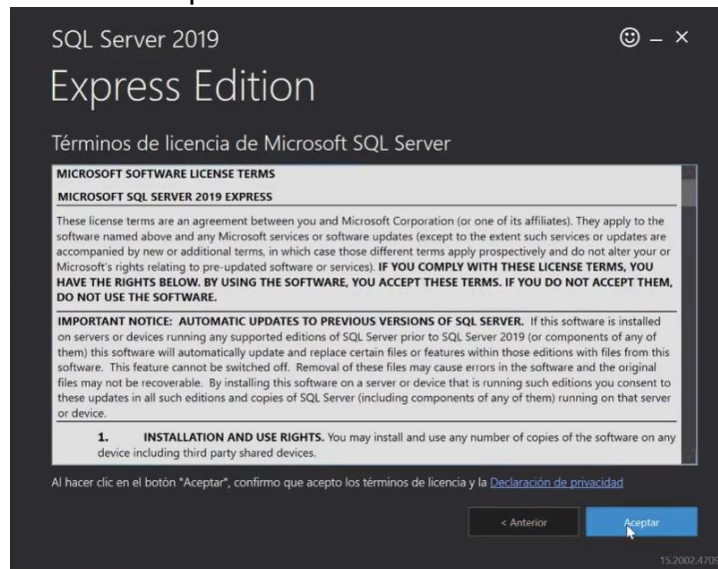 SQL Server 2019
Express Edition
Términos de licencia de Microsoft SQL Server
MICROSOFT SOFTWARE LICENSE TERMS
MICROSOFT SQL SERVER 2019 EXPRESS
These license terms are an agreement between you and Microsoft Corporation (or one of its affiliates). They apply to the
software named above and any Microsoft services or software updates (except to the extent such services or updates are
accompanied by new or additional terms, in which case those different terms apply prospectively and do not alter your or
Microsoft's rights relating to pre-updated software or services). IF YOU COMPLY WITH THESE LICENSE TERMS, YOU
HAVE THE RIGHTS BELOW. BY USING THE SOFTWARE, YOU ACCEPT THESE TERMS. IF YOU DO NOT ACCEPT THEM,
DO NOT USE THE SOFTWARE.
IMPORTANT NOTICE: AUTOMATIC UPDATES TO PREVIOUS VERSIONS OF SQL SERVER. If this software is installed
on servers or devices running any supported editions of SQL Server prior to SQL Server 2019 (or components of any of
them) this software will automatically update and replace certain files or features within those editions with files from this
software. This feature cannot be switched off. Removal of these files may cause errors in the software and the original
files may not be recoverable. By installing this software on a server or device that is running such editions you consent to
these updates in all such editions and copies of SQL Server (including components of any of them) running on that server
or device.
1. INSTALLATION AND USE RIGHTS. You may install and use any number of copies of the software on any
device including third party shared devices.
Al hacer clic en el botón "Aceptar", confirmo que acepto los términos de licencia y la Declaración de privacidad
< Anterior
Aceptar
15.2002.4709